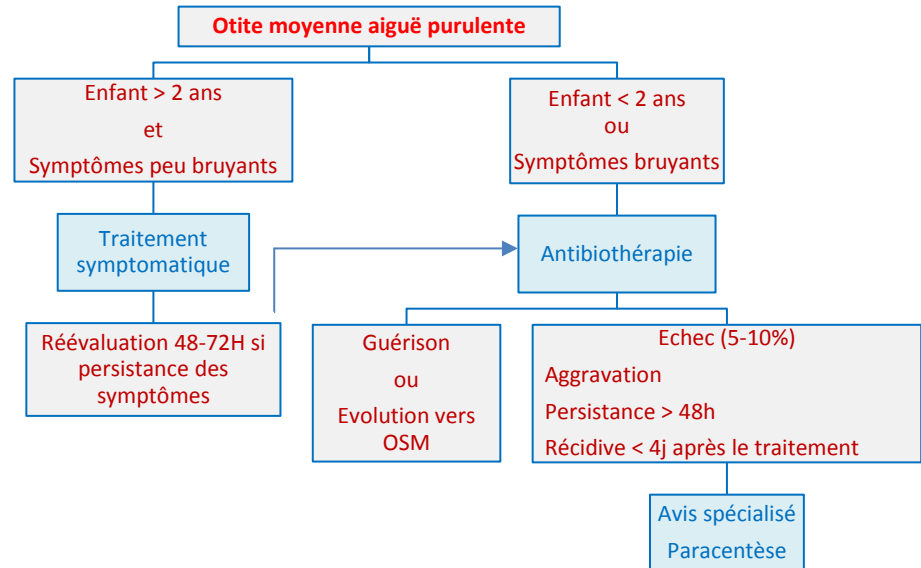 Otite moyenne aiguë purulente
Enfant > 2 ans
et
Symptômes peu bruyants
Enfant < 2 ans
ou
Symptômes bruyants
Traitement
symptomatique
Antibiothérapie
Réévaluation 48-72H si
persistance des
symptômes
Guérison
ou
Evolution vers
OSM
Echec (5-10%)
Aggravation
Persistance > 48h
Récidive < 4j après le traitement
Avis spécialisé
Paracentèse